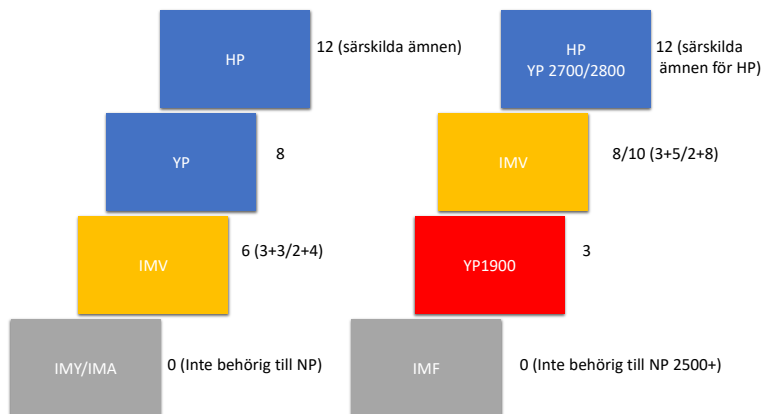 HP
12 (särskilda ämnen)
YP
8
IMV
6 (3+3/2+4)
IMY/IMA
0 (Inte behörig till NP)
HP
YP 2700/2800
12 (särskilda
ämnen för HP)
IMV
8/10 (3+5/2+8)
YP1900
3
IMF
0 (Inte behörig till NP 2500+)